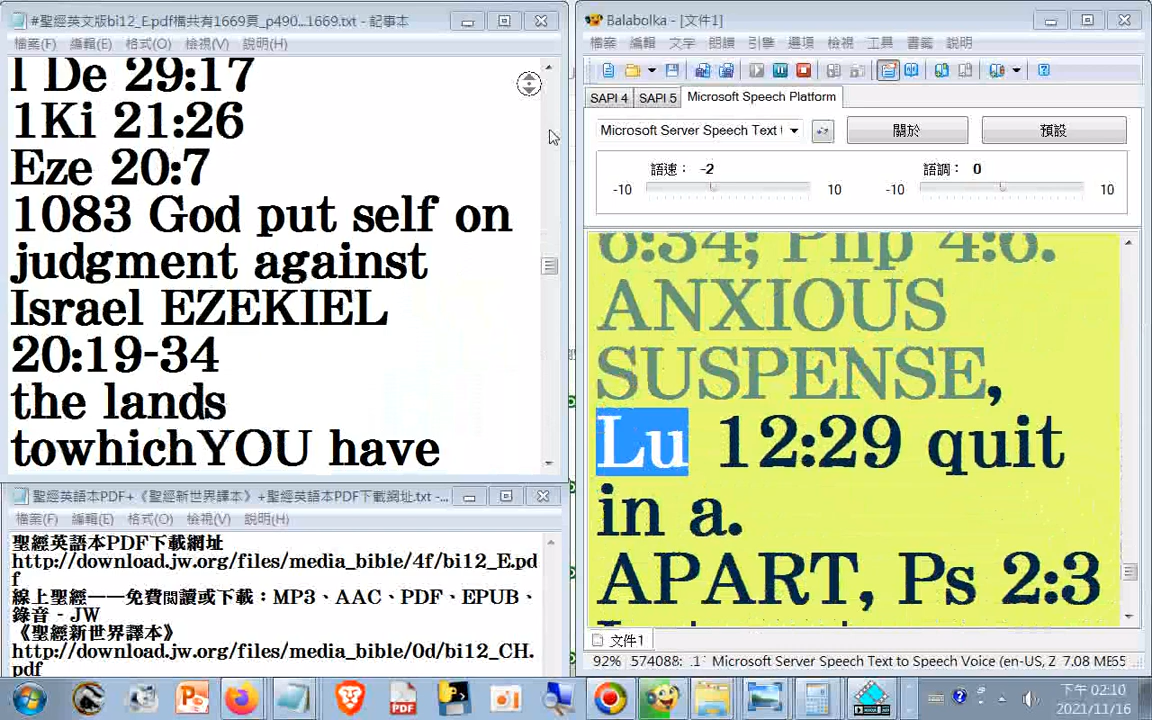 #聖經英文版bi12_E.pdf檔共有1669頁_p490...1669.txt - 記事本
檔案(F) 編輯(E) 格式(O) 檢視(V) 說明(H)
I De 29:17
1Ki 21:26
Eze 20:7
1083 God put self on
judgment against
Israel EZEKIEL
20:19-34
the lands
towhichYOU have
聖經英語本PDF+《聖經新世界譯本》+聖經英語本PDF下載網址.txt -...
檔案(F) 編輯(E) 格式(O) 檢視(V) 說明(H)
聖經英語本PDF下載網址
http://download.jw.org/files/media_bible/4f/bi12_E.pd
f
線上聖經——免費閱讀或下載：MP3、AAC、PDF、EPUB、
錄音 - JW
《聖經新世界譯本》
http://download.jw.org/files/media_bible/0d/bi12_CH.
pdf
Balabolka - [文件1]
檔案 編輯 文字 朗讀 引擎 選項 檢視 工具 書籤 說明
SAPI 4 SAPI 5 Microsoft Speech Platform
Microsoft Server Speech Text 關於 預設
語速： -2 語調： 0
-10 10 -10 10
6:34; Php 4:6.
ANXIOUS
SUSPENSE,
Lu 12:29 quit
in a.
APART, Ps 2:3
文件1
92% 574088: Microsoft Server Speech Text to Speech Voice (en-US, Z 7.08 ME55
PDF
下午 02:10
2021/11/16